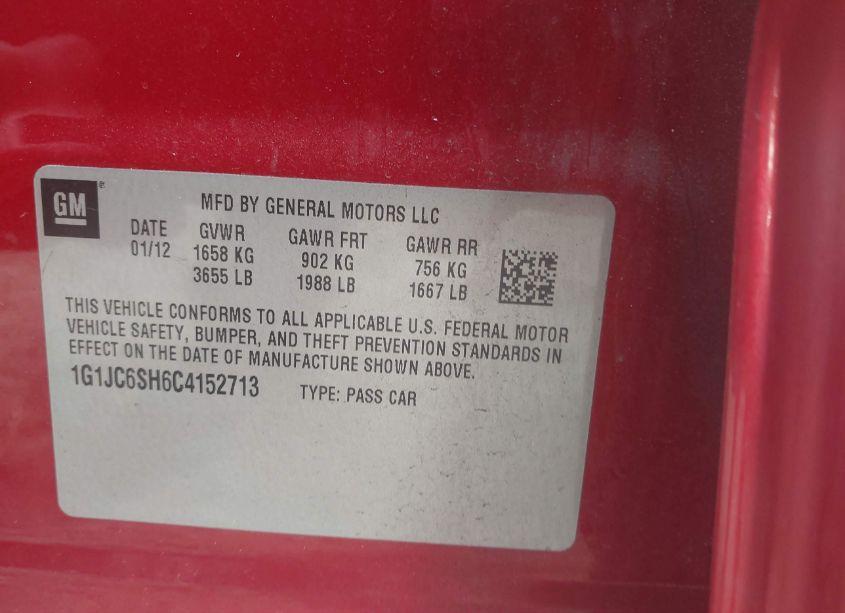 GM
MFD BY GENERAL MOTORS LLC
DATE GVWR GAWR FRT GAWR RR
01/12 1658 KG 902 KG 756 KG
3655 LB 1988 LB 1667 LB
THIS VEHICLE CONFORMS TO ALL APPLICABLE U.S. FEDERAL MOTOR
VEHICLE SAFETY, BUMPER, AND THEFT PREVENTION STANDARDS IN
EFFECT ON THE DATE OF MANUFACTURE SHOWN ABOVE.
1G1JC6SH6C4152713 TYPE: PASS CAR